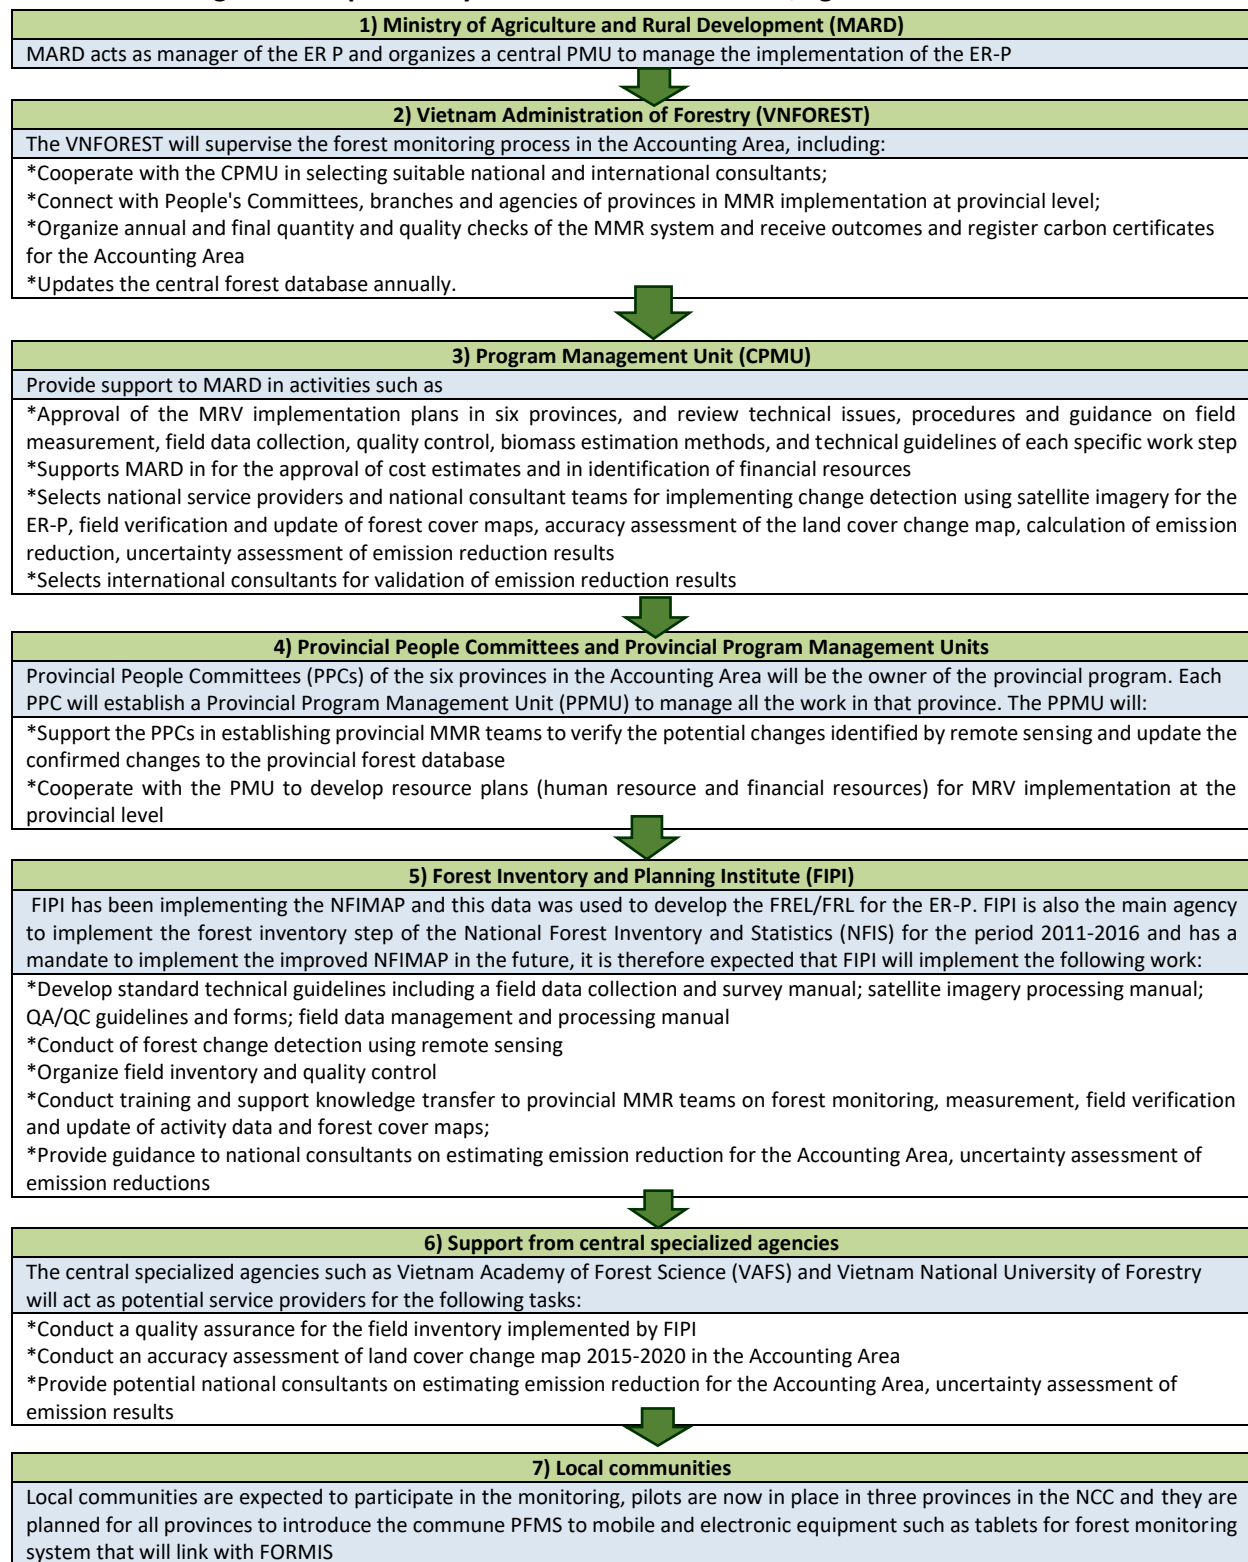 1) Ministry of Agriculture and Rural Development (MARD)
MARD acts as manager of the ER P and organizes a central PMU to manage the implementation of the ER-P
2) Vietnam Administration of Forestry (VNFOREST)
The VNFOREST will supervise the forest monitoring process in the Accounting Area, including:
*Cooperate with the CPMU in selecting suitable national and international consultants;
*Connect with People's Committees, branches and agencies of provinces in MMR implementation at provincial level;
*Organize annual and final quantity and quality checks of the MMR system and receive outcomes and register carbon certificates
for the Accounting Area
*Updates the central forest database annually.
3) Program Management Unit (CPMU)
Provide support to MARD in activities such as
*Approval of the MRV implementation plans in six provinces, and review technical issues, procedures and guidance on field
measurement, field data collection, quality control, biomass estimation methods, and technical guidelines of each specific work step
*Supports MARD in for the approval of cost estimates and in identification of financial resources
*Selects national service providers and national consultant teams for implementing change detection using satellite imagery for the
ER-P, field verification and update of forest cover maps, accuracy assessment of the land cover change map, calculation of emission
reduction, uncertainty assessment of emission reduction results
*Selects international consultants for validation of emission reduction results
4) Provincial People Committees and Provincial Program Management Units
Provincial People Committees (PPCs) of the six provinces in the Accounting Area will be the owner of the provincial program. Each
PPC will establish a Provincial Program Management Unit (PPMU) to manage all the work in that province. The PPMU will:
*Support the PPCs in establishing provincial MMR teams to verify the potential changes identified by remote sensing and update the
confirmed changes to the provincial forest database
*Cooperate with the PMU to develop resource plans (human resource and financial resources) for MRV implementation at the
provincial level
5) Forest Inventory and Planning Institute (FIPI)
FIPI has been implementing the NFIMAP and this data was used to develop the FREL/FRL for the ER-P. FIPI is also the main agency
to implement the forest inventory step of the National Forest Inventory and Statistics (NFIS) for the period 2011-2016 and has a
mandate to implement the improved NFIMAP in the future, it is therefore expected that FIPI will implement the following work:
*Develop standard technical guidelines including a field data collection and survey manual; satellite imagery processing manual;
QA/QC guidelines and forms; field data management and processing manual
*Conduct of forest change detection using remote sensing
*Organize field inventory and quality control
*Conduct training and support knowledge transfer to provincial MMR teams on forest monitoring, measurement, field verification
and update of activity data and forest cover maps;
*Provide guidance to national consultants on estimating emission reduction for the Accounting Area, uncertainty assessment of
emission reductions
6) Support from central specialized agencies
The central specialized agencies such as Vietnam Academy of Forest Science (VAFS) and Vietnam National University of Forestry
will act as potential service providers for the following tasks:
*Conduct a quality assurance for the field inventory implemented by FIPI
*Conduct an accuracy assessment of land cover change map 2015-2020 in the Accounting Area
*Provide potential national consultants on estimating emission reduction for the Accounting Area, uncertainty assessment of
emission results
7) Local communities
Local communities are expected to participate in the monitoring, pilots are now in place in three provinces in the NCC and they are
planned for all provinces to introduce the commune PFMS to mobile and electronic equipment such as tablets for forest monitoring
system that will link with FORMIS